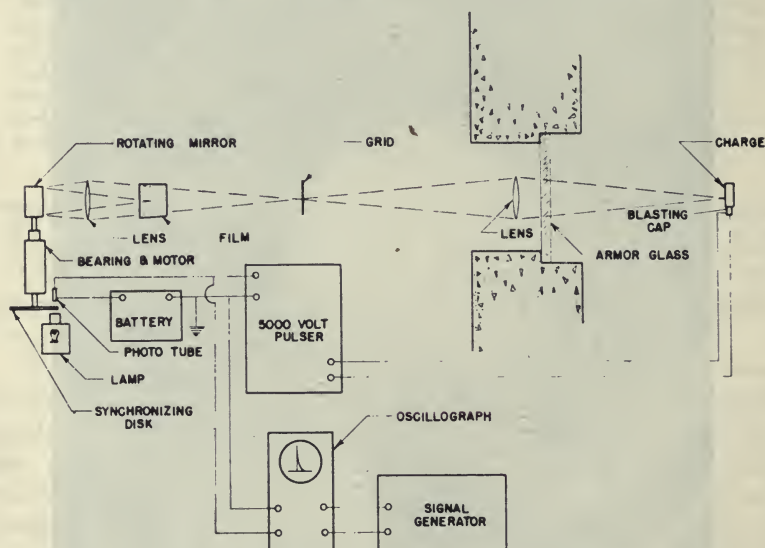 ROTATING MIRROR
GRID
CHARGE
LENS
FILM
LENS
BLASTING
CAP
ARMOR GLASS
BEARING & MOTOR
BATTERY
5000 VOLT
PULSER
PHOTO TUBE
LAMP
SYNCHRONIZING
DISK
OSCILLOGRAPH
SIGNAL
GENERATOR